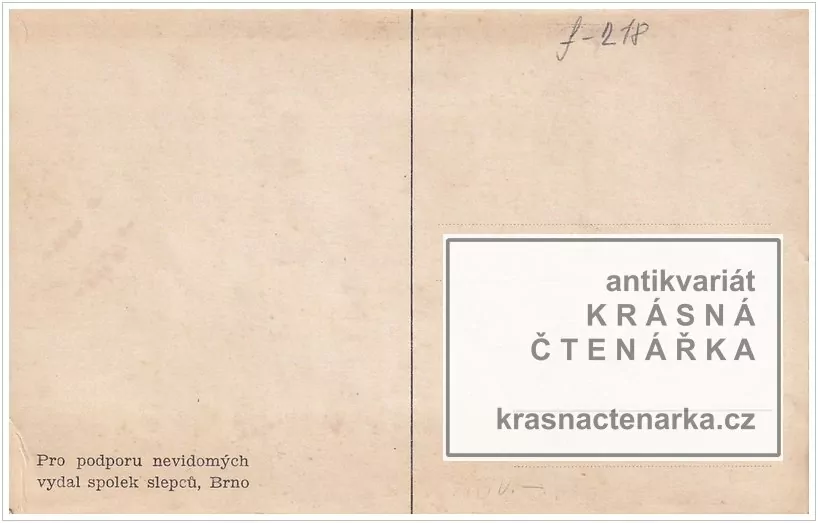 f-218
antikvariát
KRÁSNÁ
ČTENÁŘKA
krasnactenarka.cz
Pro podporu nevidomých
vydal spolek slepců, Brno